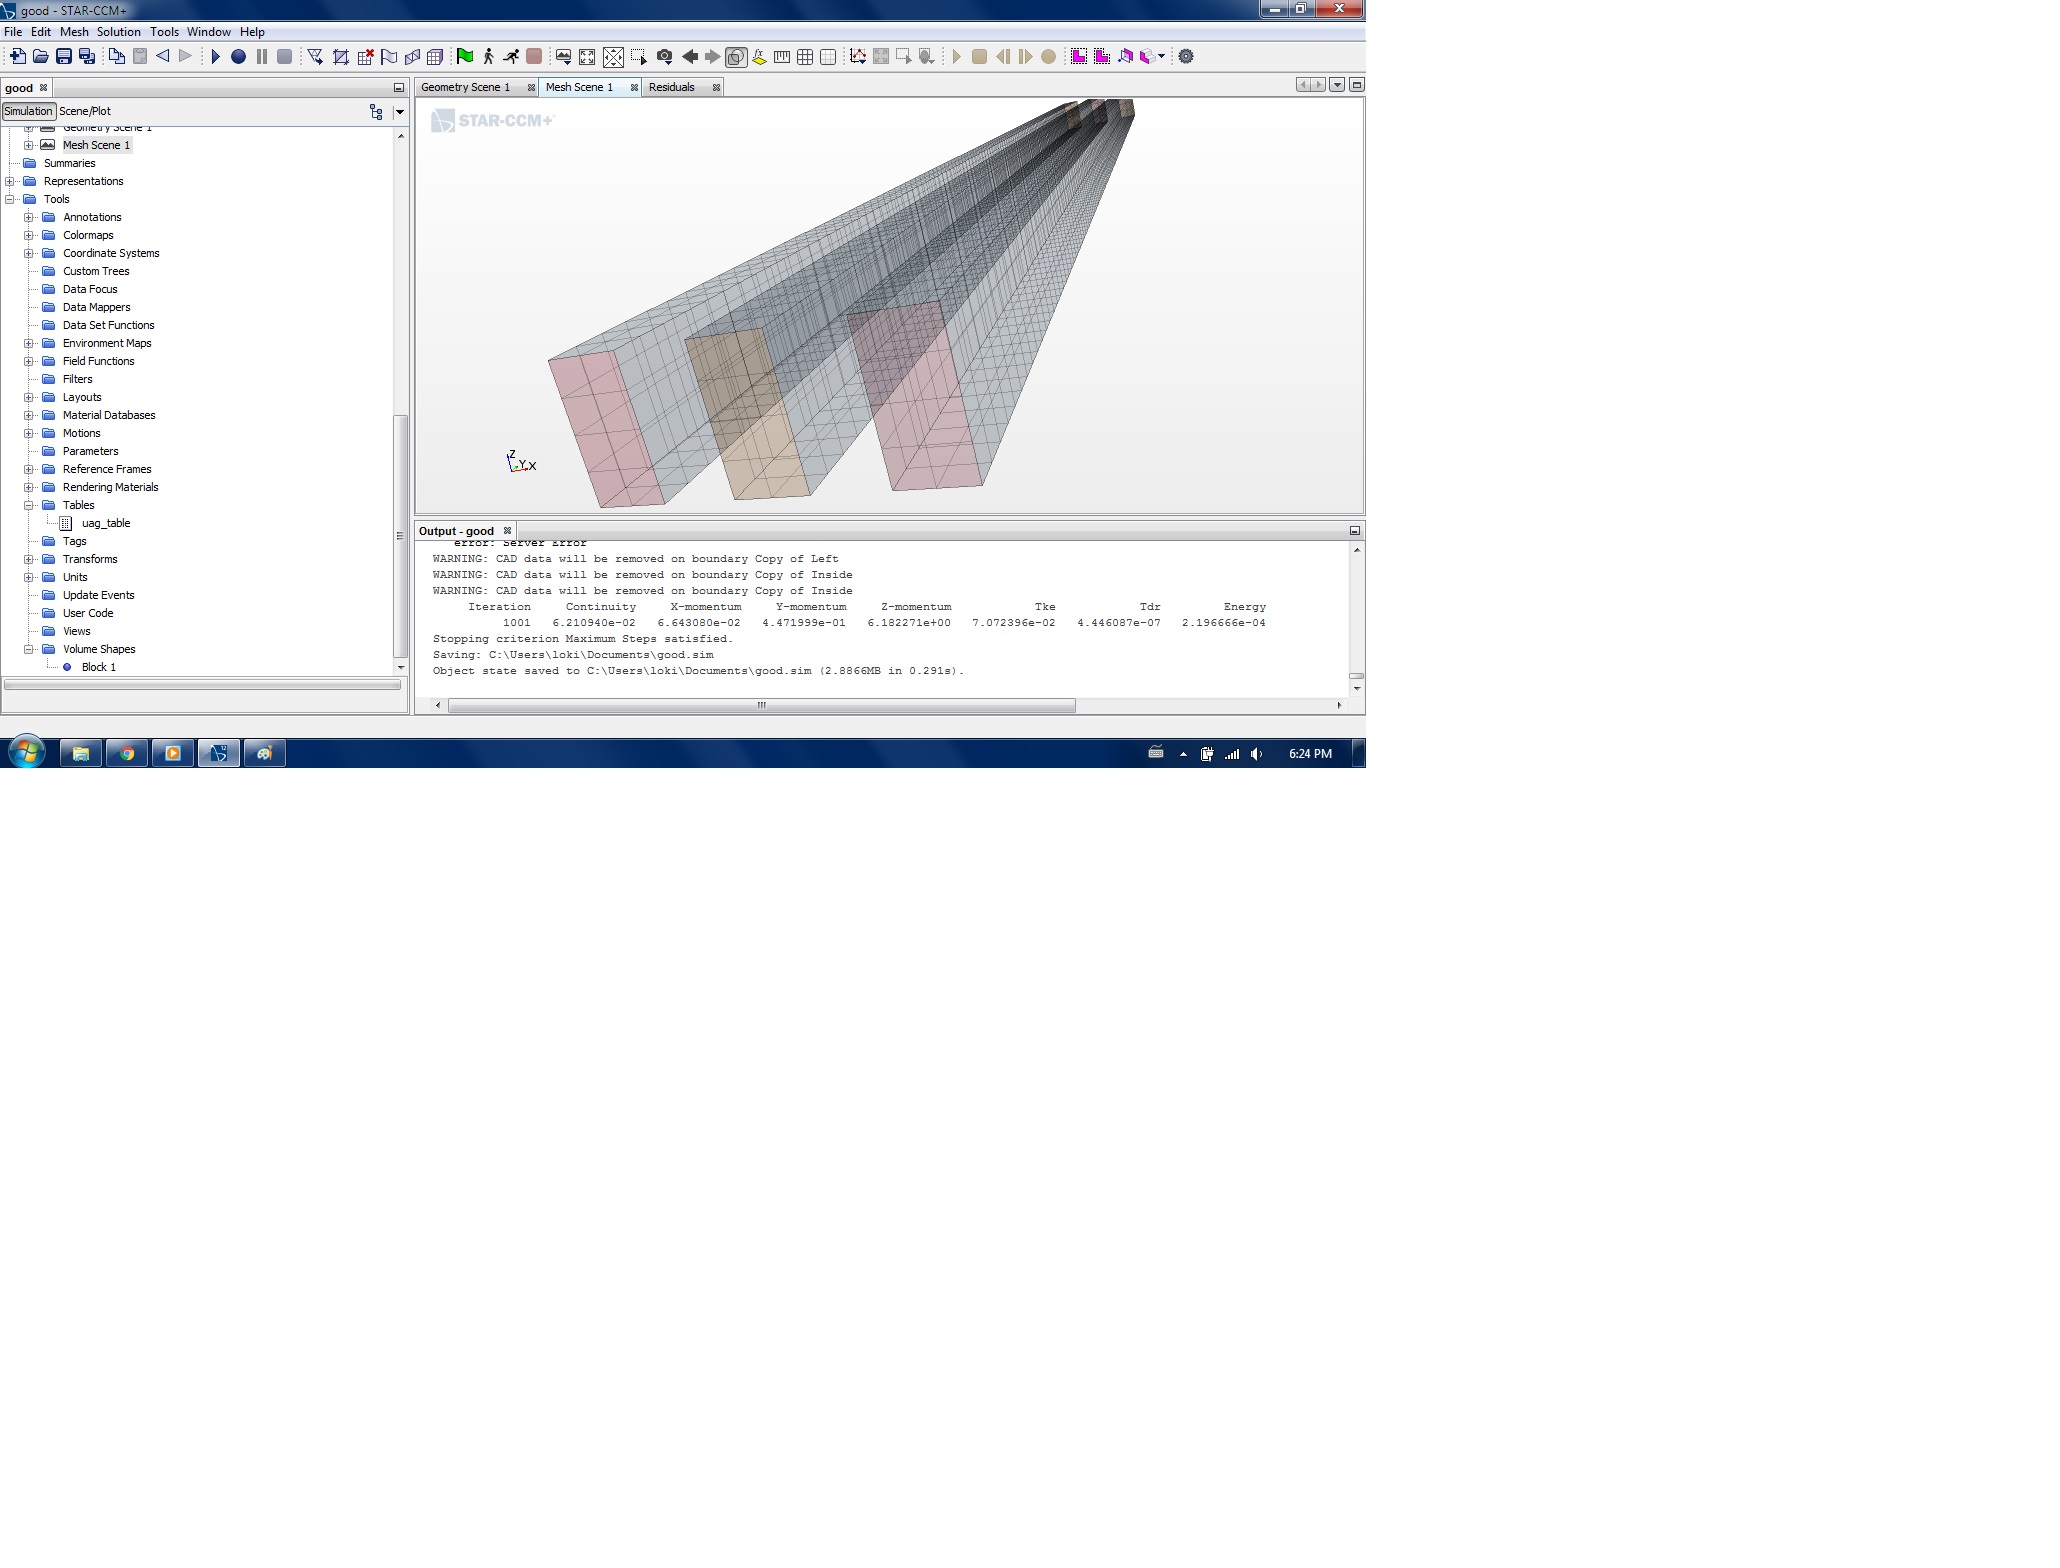 good - STAR-CCM+
File Edit Mesh Solution Tools Window Help
good
Simulation Scene/Plot
Geometry Scene 1
Mesh Scene 1
Summaries
Representations
Tools
Annotations
Colormaps
Coordinate Systems
Custom Trees
Data Focus
Data Mappers
Data Set Functions
Environment Maps
Field Functions
Filters
Layouts
Material Databases
Motions
Parameters
Reference Frames
Rendering Materials
Tables
uag_table
Tags
Transforms
Units
Update Events
User Code
Views
Volume Shapes
Block 1
Geometry Scene 1 Mesh Scene 1 Residuals
STAR-CCM+
Z
Y X
Output - good
error: Server Error
WARNING: CAD data will be removed on boundary Copy of Left
WARNING: CAD data will be removed on boundary Copy of Inside
WARNING: CAD data will be removed on boundary Copy of Inside
Iteration Continuity X-momentum Y-momentum Z-momentum Tke Tdr Energy
1001 6.210940e-02 6.643080e-02 4.471999e-01 6.182271e+00 7.072396e-02 4.446087e-07 2.196666e-04
Stopping criterion Maximum Steps satisfied.
Saving: C:\Users\loki\Documents\good.sim
Object state saved to C:\Users\loki\Documents\good.sim (2.8866MB in 0.291s).
6:24 PM